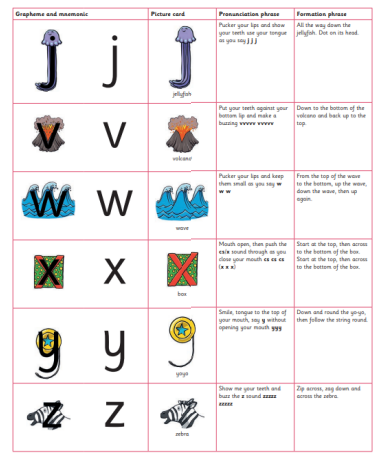 Grapheme and mnemonic
Picture card
Pronunciation phrase
Formation phrase
j
j
jellyfish
Pucker your lips and show
your teeth use your tongue
as you say j j j
All the way down the
jellyfish. Dot on its head.
v
v
volcano
Put your teeth against your
bottom lip and make a
buzzing vvvvv vvvvv
Down to the bottom of the
volcano and back up to the
top.
w
w
wave
Pucker your lips and keep
them small as you say w
w w
From the top of the wave
to the bottom, up the wave,
down the wave, then up
again.
x
x
box
Mouth open, then push the
cs/x sound through as you
close your mouth cs cs cs
(x x x)
Start at the top, then across
to the bottom of the box.
Start at the top, then across
to the bottom of the box.
y
y
yoyo
Smile, tongue to the top of
your mouth, say y without
opening your mouth yyy
Down and round the yo-yo,
then follow the string round.
z
z
zebra
Show me your teeth and
buzz the z sound zzzzz
zzzzz
Zip across, zag down and
across the zebra.